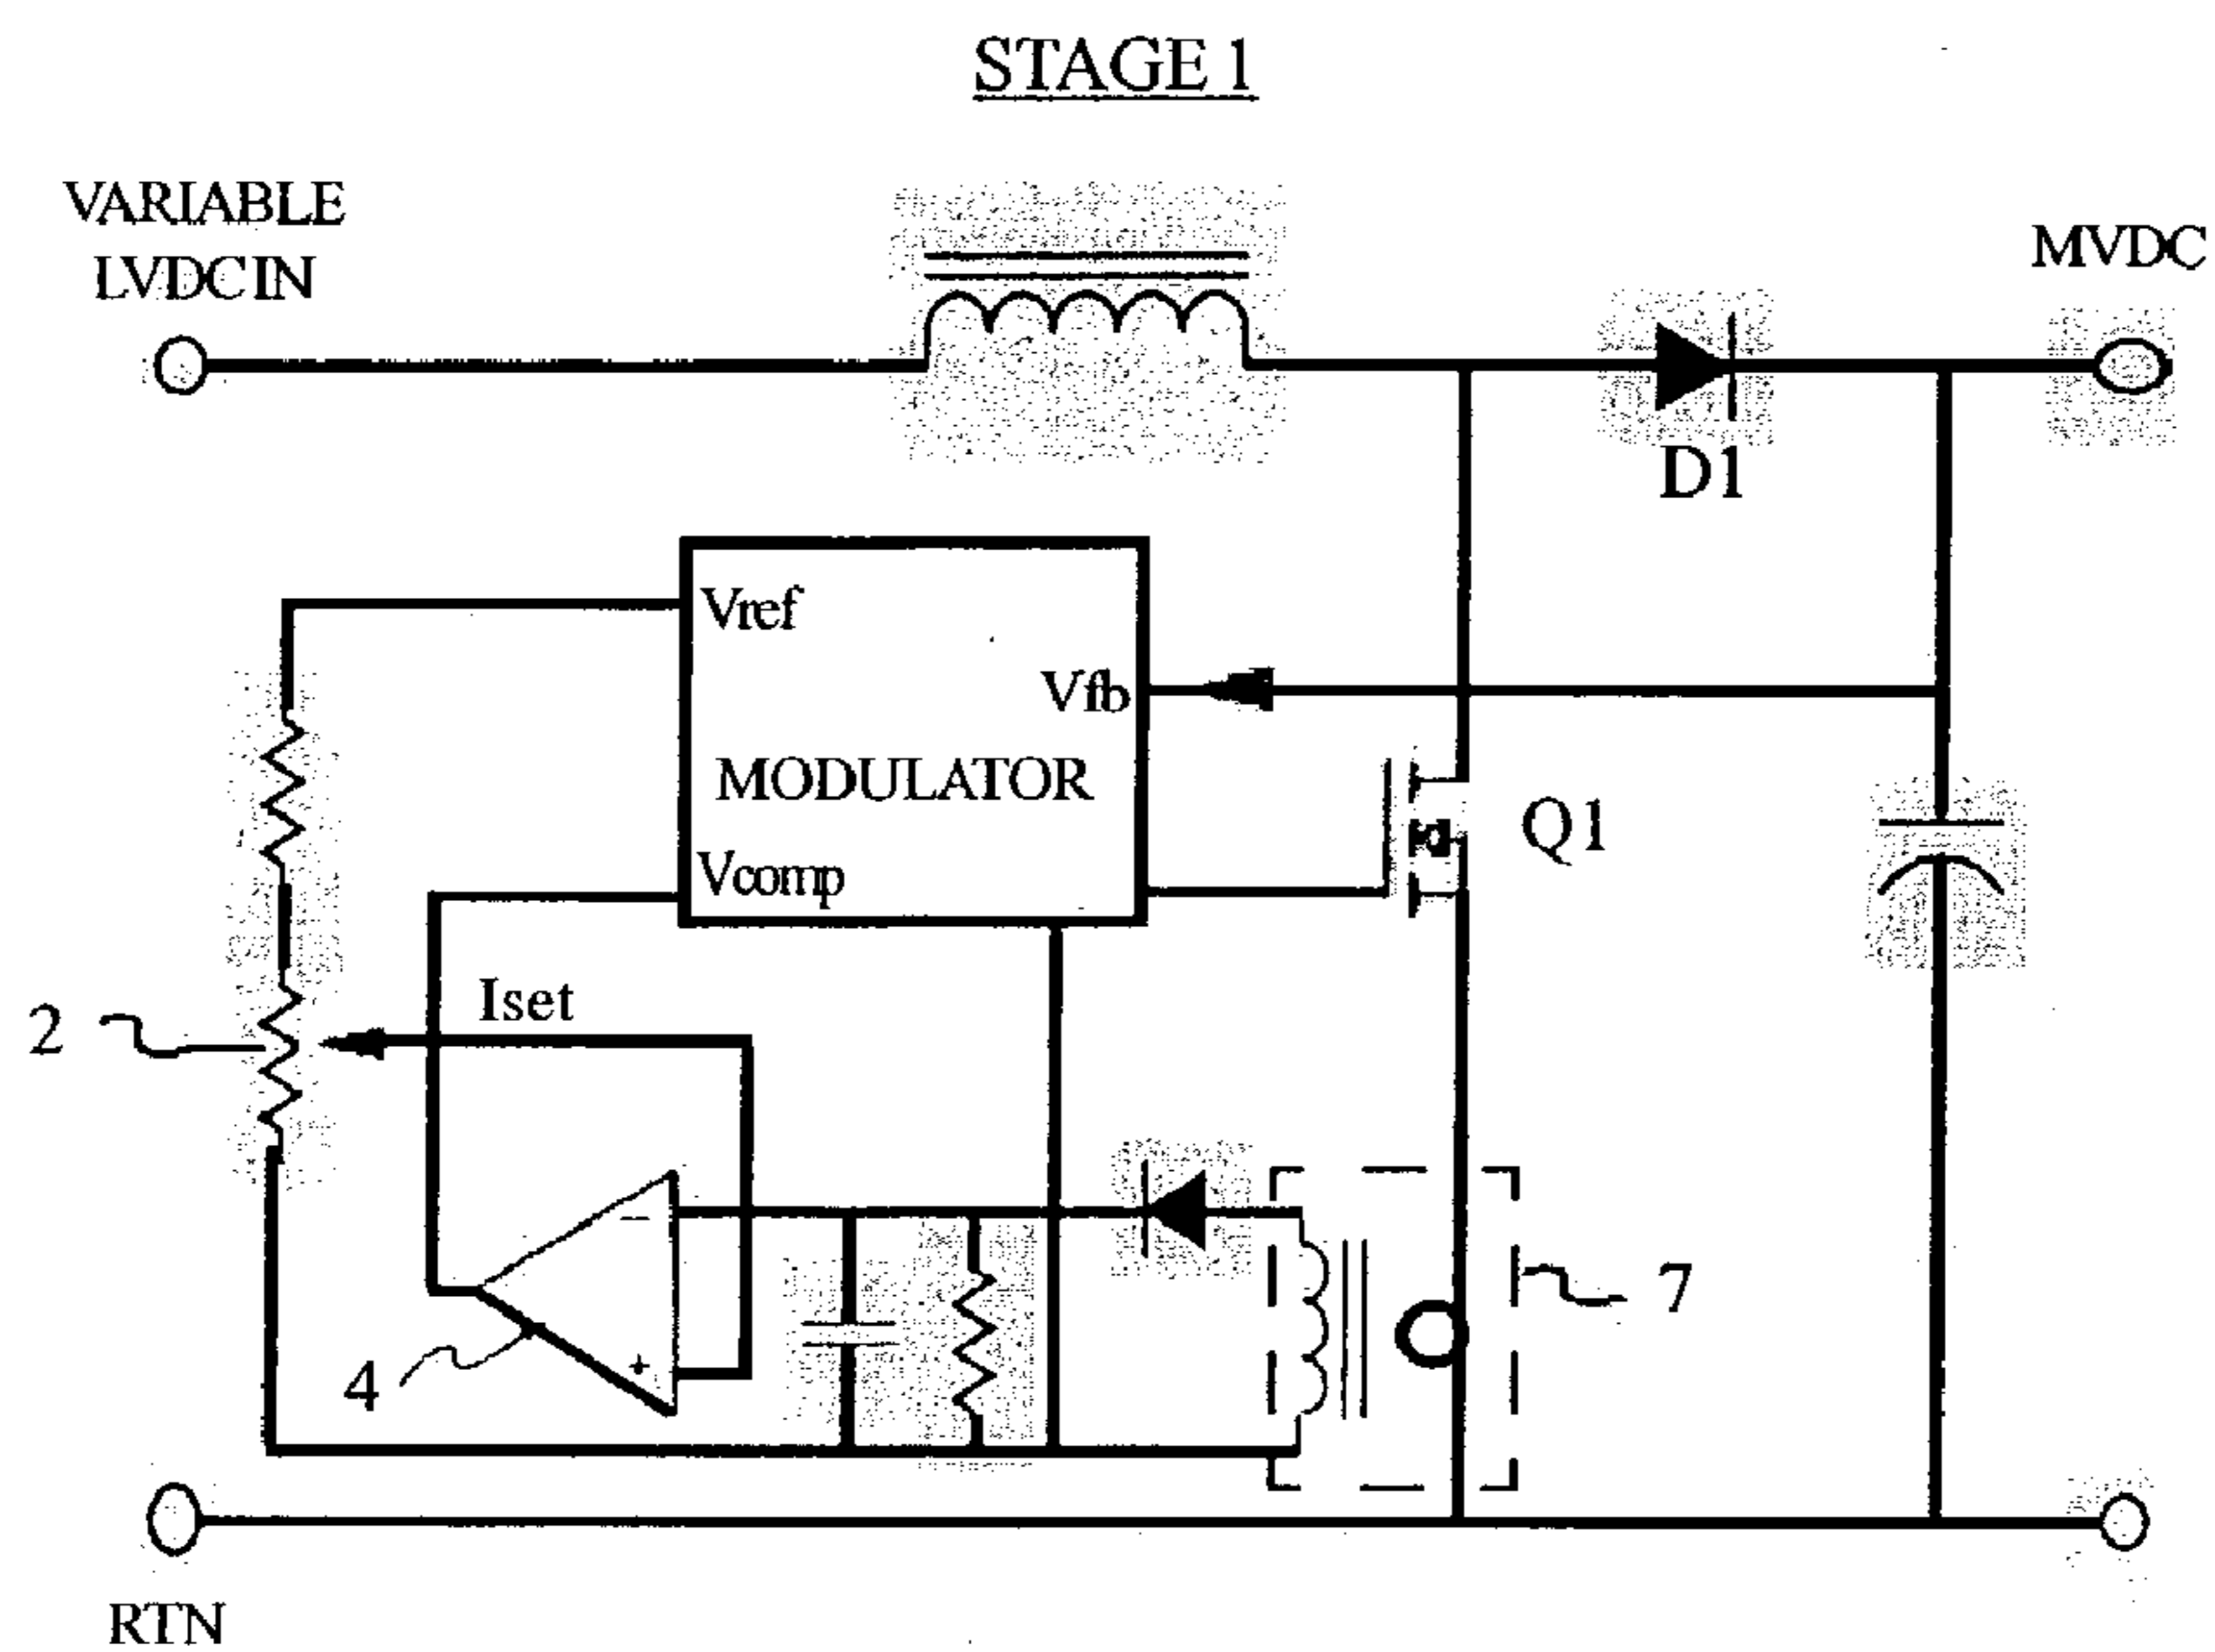 STAGE 1
VARIABLE
LVDC IN
MVDC
D1
Vref
Vfb
MODULATOR
Q1
Vcomp
Iset
2
−
7
+
4
RTN